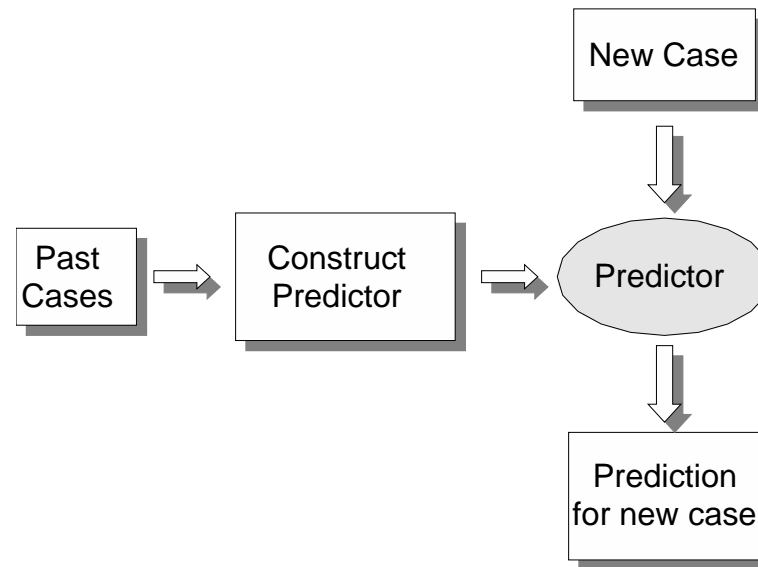 New Case
Past
Cases
Construct
Predictor
Predictor
Prediction
for new case